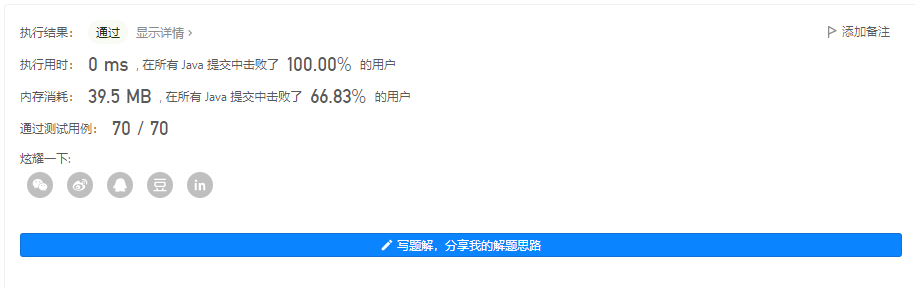 执行结果： 通过 显示详情 › 添加备注
执行用时： 0 ms , 在所有 Java 提交中击败了 100.00% 的用户
内存消耗： 39.5 MB , 在所有 Java 提交中击败了 66.83% 的用户
通过测试用例： 70 / 70
炫耀一下:
豆 in
写题解，分享我的解题思路